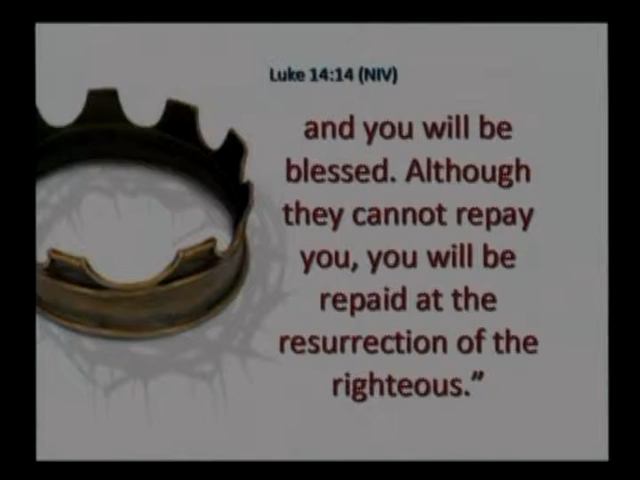 Luke 14:14 (NIV)
and you will be
blessed. Although
they cannot repay
you, you will be
repaid at the
resurrection of the
righteous.”